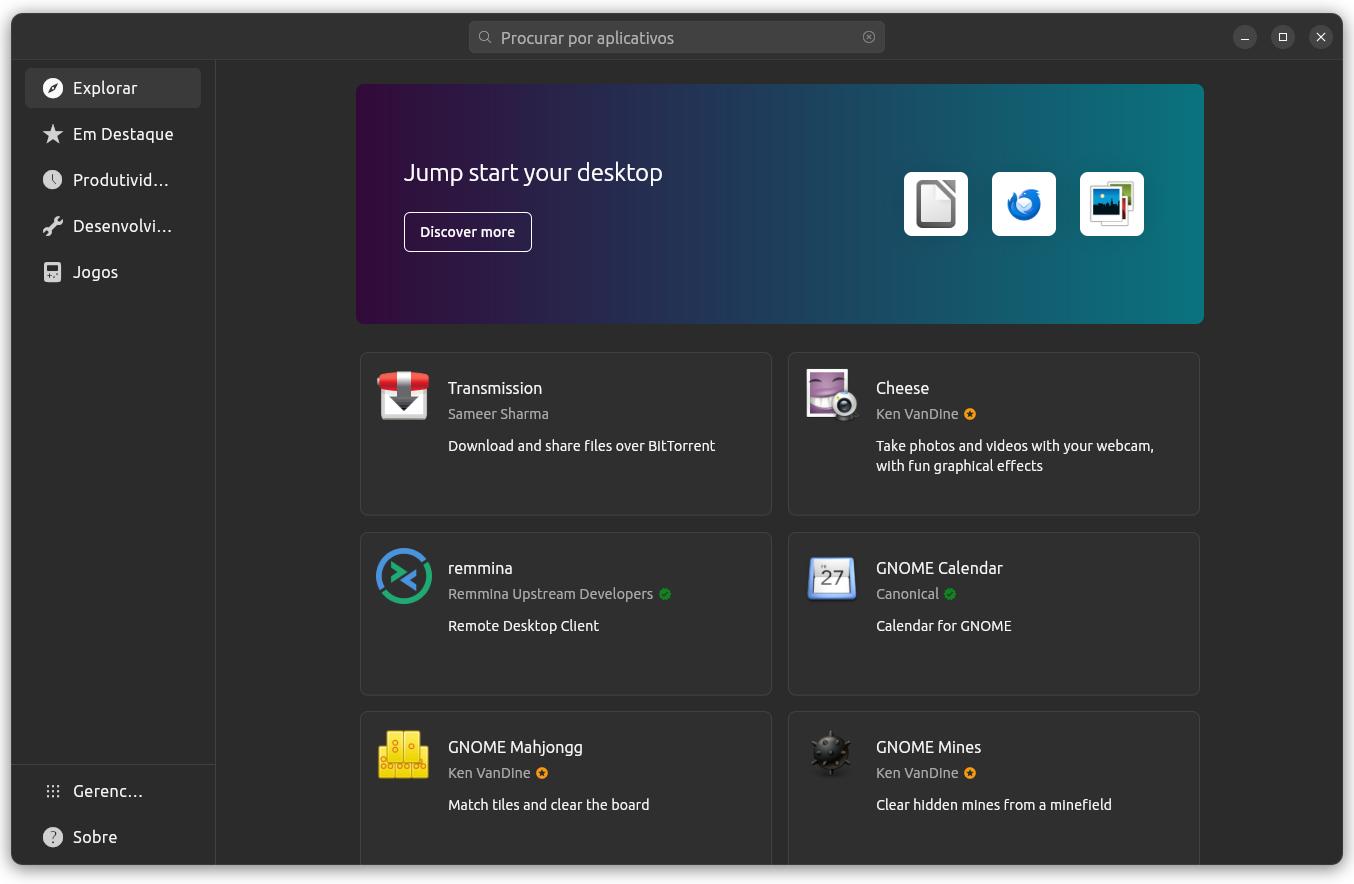 Procurar por aplicativos
Explorar
Em Destaque
Produtivid…
Desenvolvi…
Jogos
Gerenc…
Sobre
Jump start your desktop
Discover more
Transmission
Sameer Sharma
Download and share files over BitTorrent
Cheese
Ken VanDine
Take photos and videos with your webcam,
with fun graphical effects
remmina
Remmina Upstream Developers
Remote Desktop Client
27
GNOME Calendar
Canonical
Calendar for GNOME
GNOME Mahjongg
Ken VanDine
Match tiles and clear the board
GNOME Mines
Ken VanDine
Clear hidden mines from a minefield